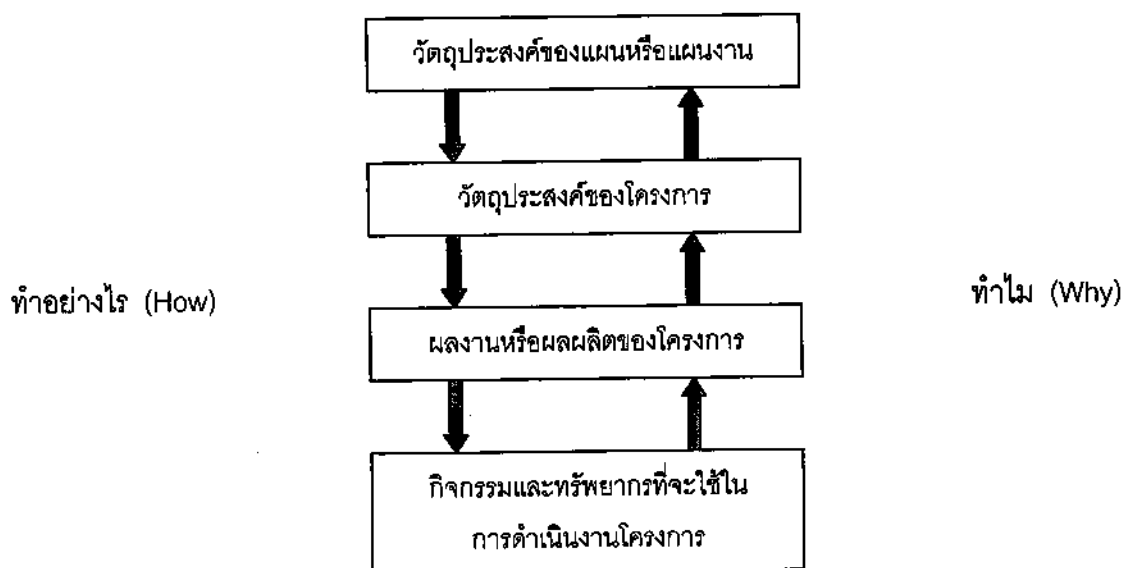 วัตถุประสงค์ของแผนหรือแผนงาน
วัตถุประสงค์ของโครงการ
ทำอย่างไร (How)
ทำไม (Why)
ผลงานหรือผลผลิตของโครงการ
กิจกรรมและทรัพยากรที่จะใช้ใน
การดำเนินงานโครงการ